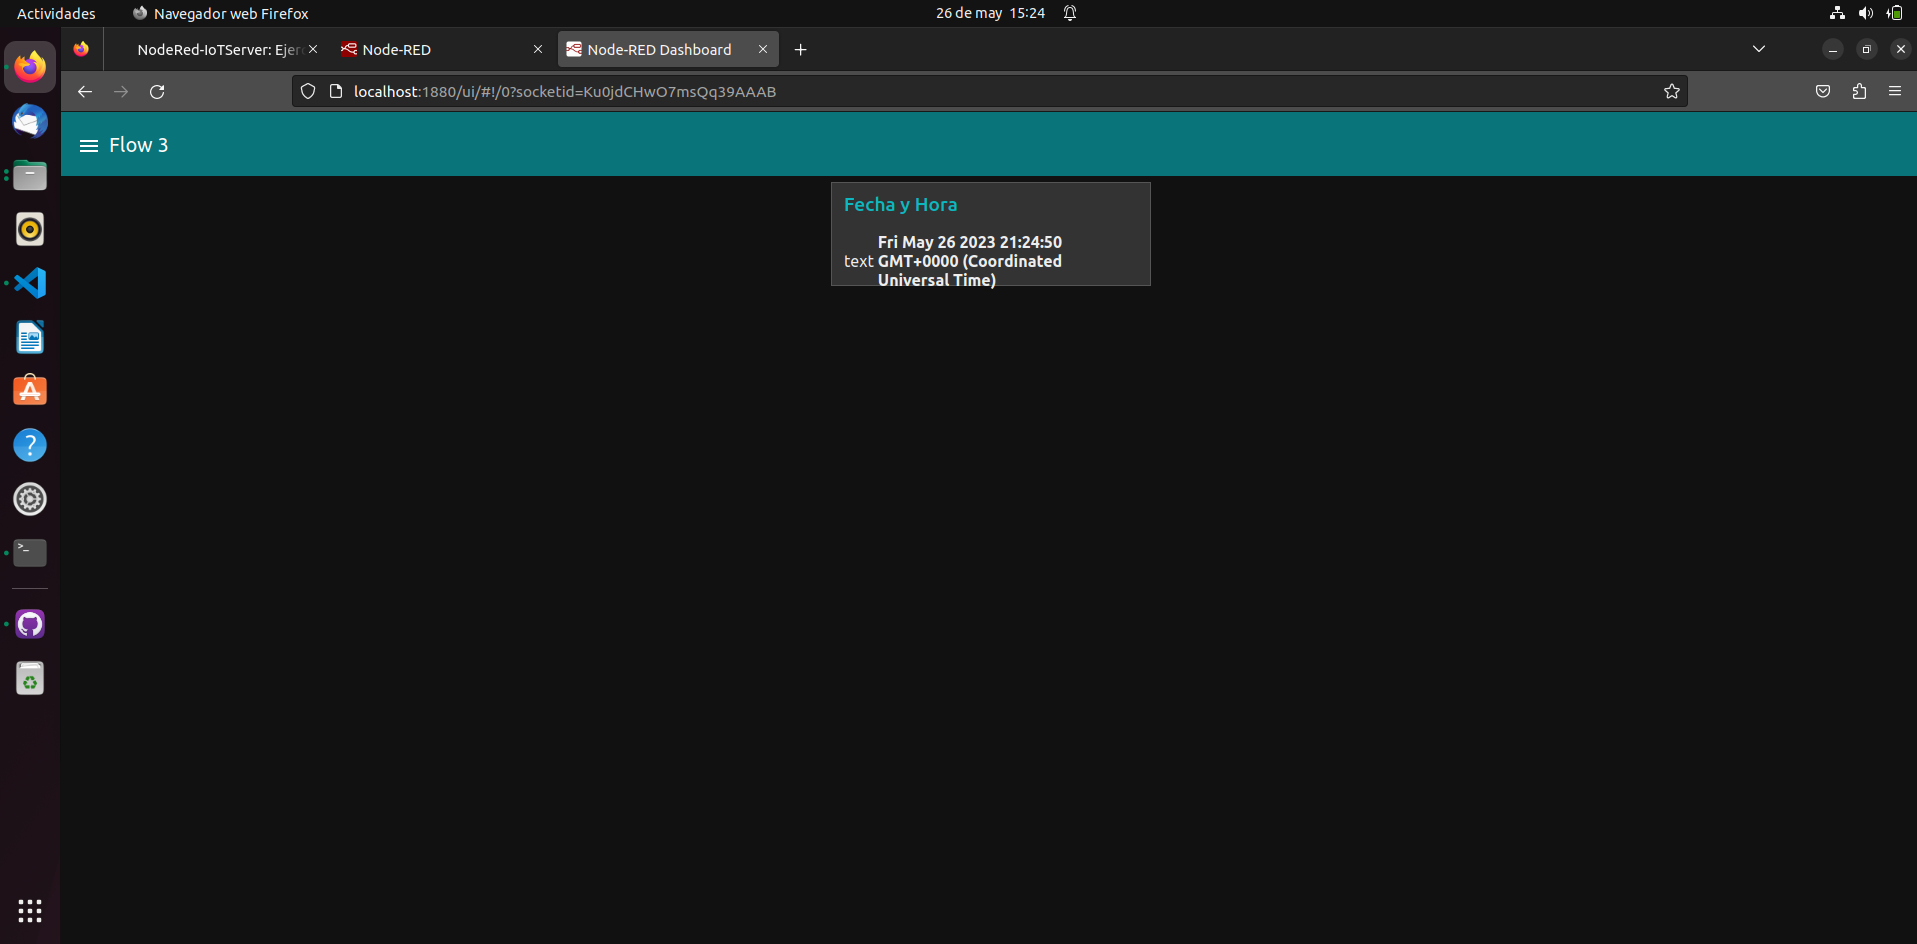 Actividades
Navegador web Firefox
26 de may 15:24
NodeRed-IoTServer: Ejer
Node-RED
Node-RED Dashboard
localhost:1880/ui/#!/0?socketid=Ku0jdCHwO7msQq39AAAB
Flow 3
Fecha y Hora
text
Fri May 26 2023 21:24:50
GMT+0000 (Coordinated
Universal Time)